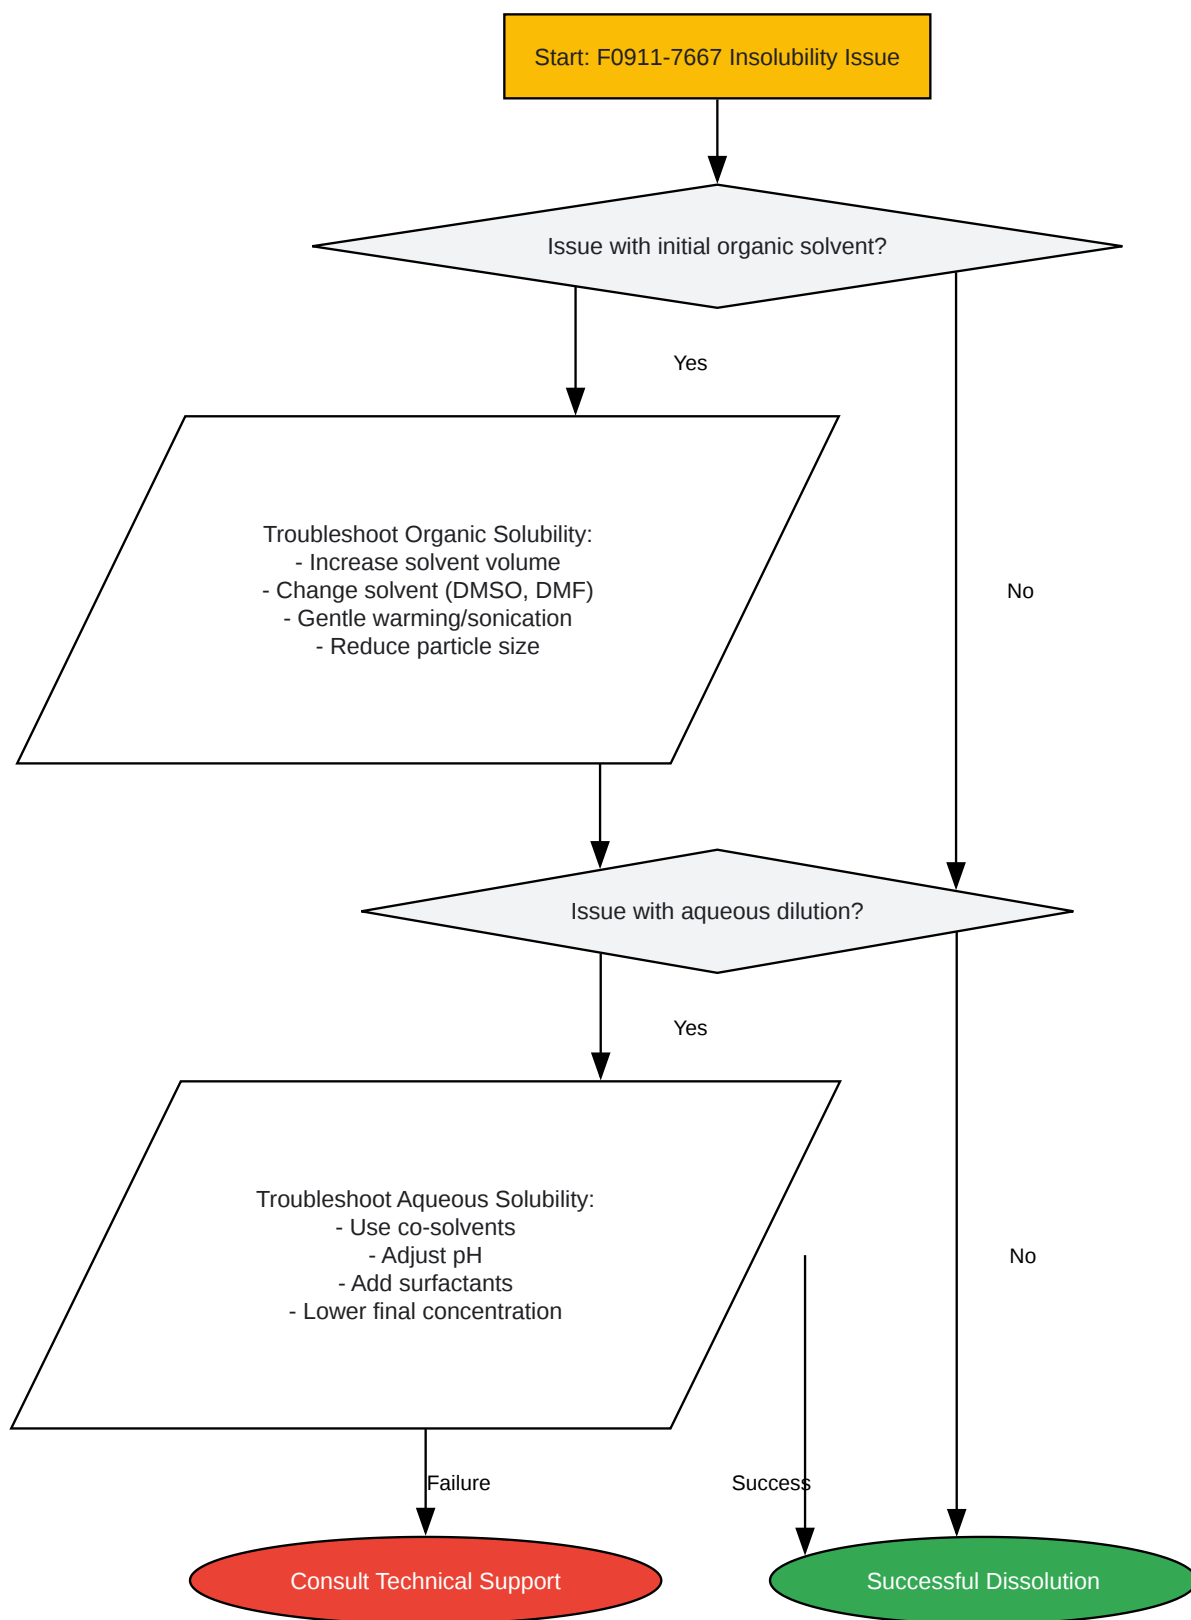 Start: F0911-7667 Insolubility Issue
Issue with initial organic solvent?
Yes
Troubleshoot Organic Solubility:
- Increase solvent volume
- Change solvent (DMSO, DMF)
- Gentle warming/sonication
- Reduce particle size
No
Issue with aqueous dilution?
Yes
Troubleshoot Aqueous Solubility:
- Use co-solvents
- Adjust pH
- Add surfactants
- Lower final concentration
No
Failure
Success
Consult Technical Support
Successful Dissolution